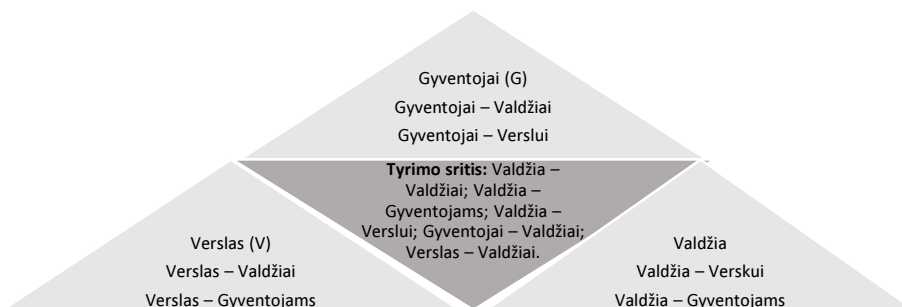 Gyventojai (G)
Gyventojai – Valdžiai
Gyventojai – Verslui
Tyrimo sritis: Valdžia –
Valdžiai; Valdžia –
Gyventojams; Valdžia –
Verslui; Gyventojai – Valdžiai;
Verslas – Valdžiai.
Verslas (V)
Verslas – Valdžiai
Verslas – Gyventojams
Valdžia
Valdžia – Verskui
Valdžia – Gyventojams